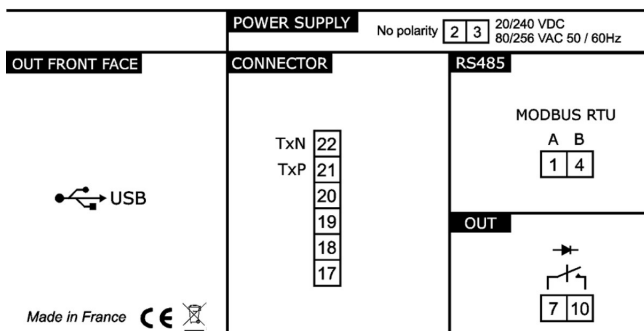 POWER SUPPLY
No polarity 2 3 20/240 VDC
80/256 VAC 50 / 60Hz
OUT FRONT FACE
CONNECTOR
RS485
MODBUS RTU
A B
1 4
TxN 22
TxP 21
20
19
18
17
USB
OUT
7 10
Made in France CE